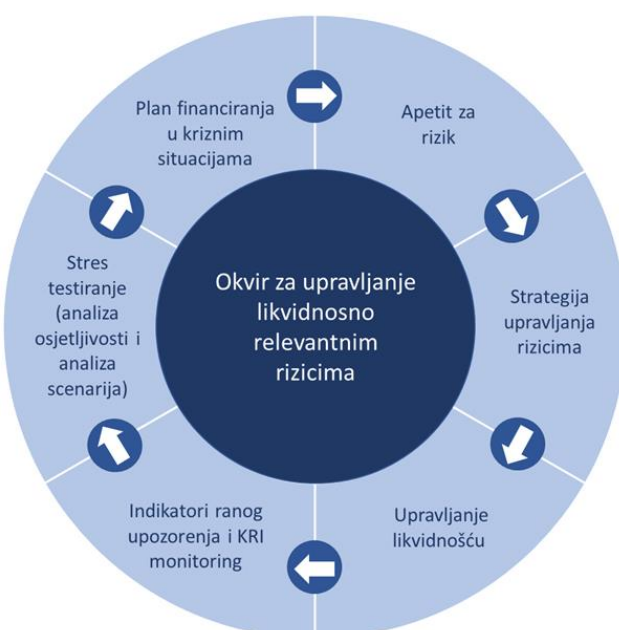 Plan financiranja
u kriznim
situacijama
Apetit za
rizik
Stres
testiranje
(analiza
osjetljivosti i
analiza
scenarija)
Okvir za upravljanje
likvidnosno
relevantnim
rizicima
Strategija
upravljanja
rizicima
Indikatori ranog
upozorenja i KRI
monitoring
Upravljanje
likvidnošću